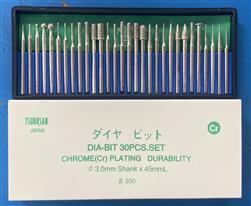 TSUBOSAN
JAPAN
ダイヤ ビット
DIA-BIT 30PCS.SET
CHROME(Cr) PLATING DURABILITY
Φ 3.0mm Shank x 45mmL
# 200
Cr